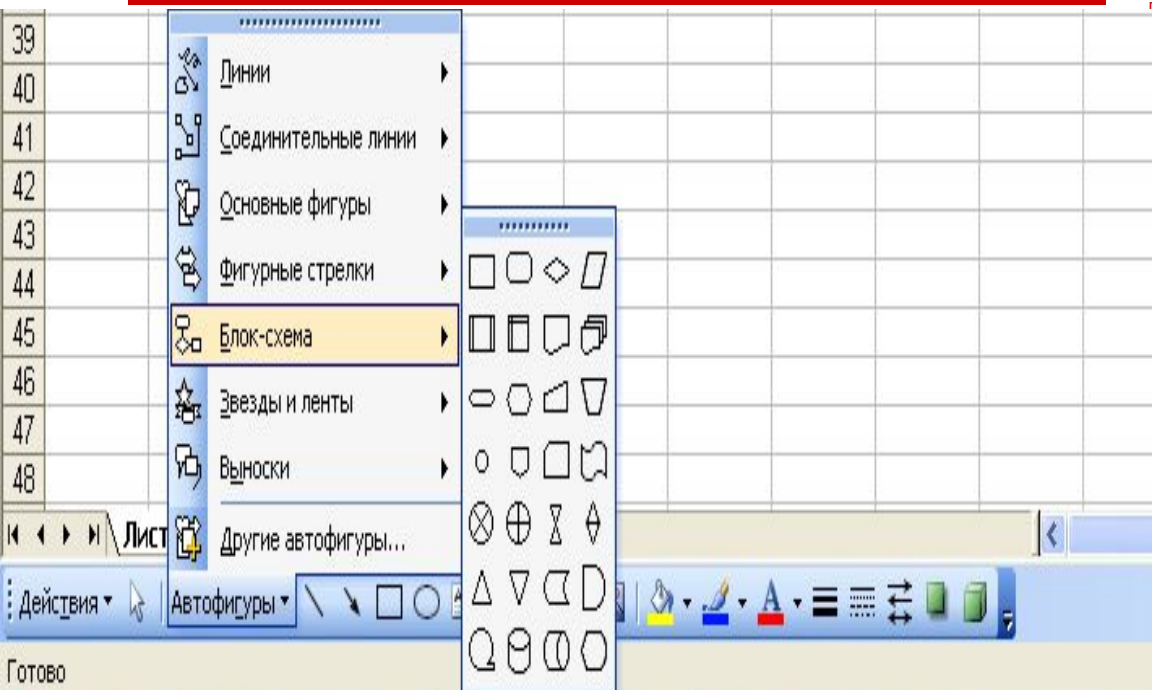 39
40
41
42
43
44
45
46
47
48
Линии
Соединительные линии
Основные фигуры
Фигурные стрелки
Блок-схема
Звезды и ленты
Выноски
Другие автофигуры...
Лист
Действия
Автофигуры
Готово